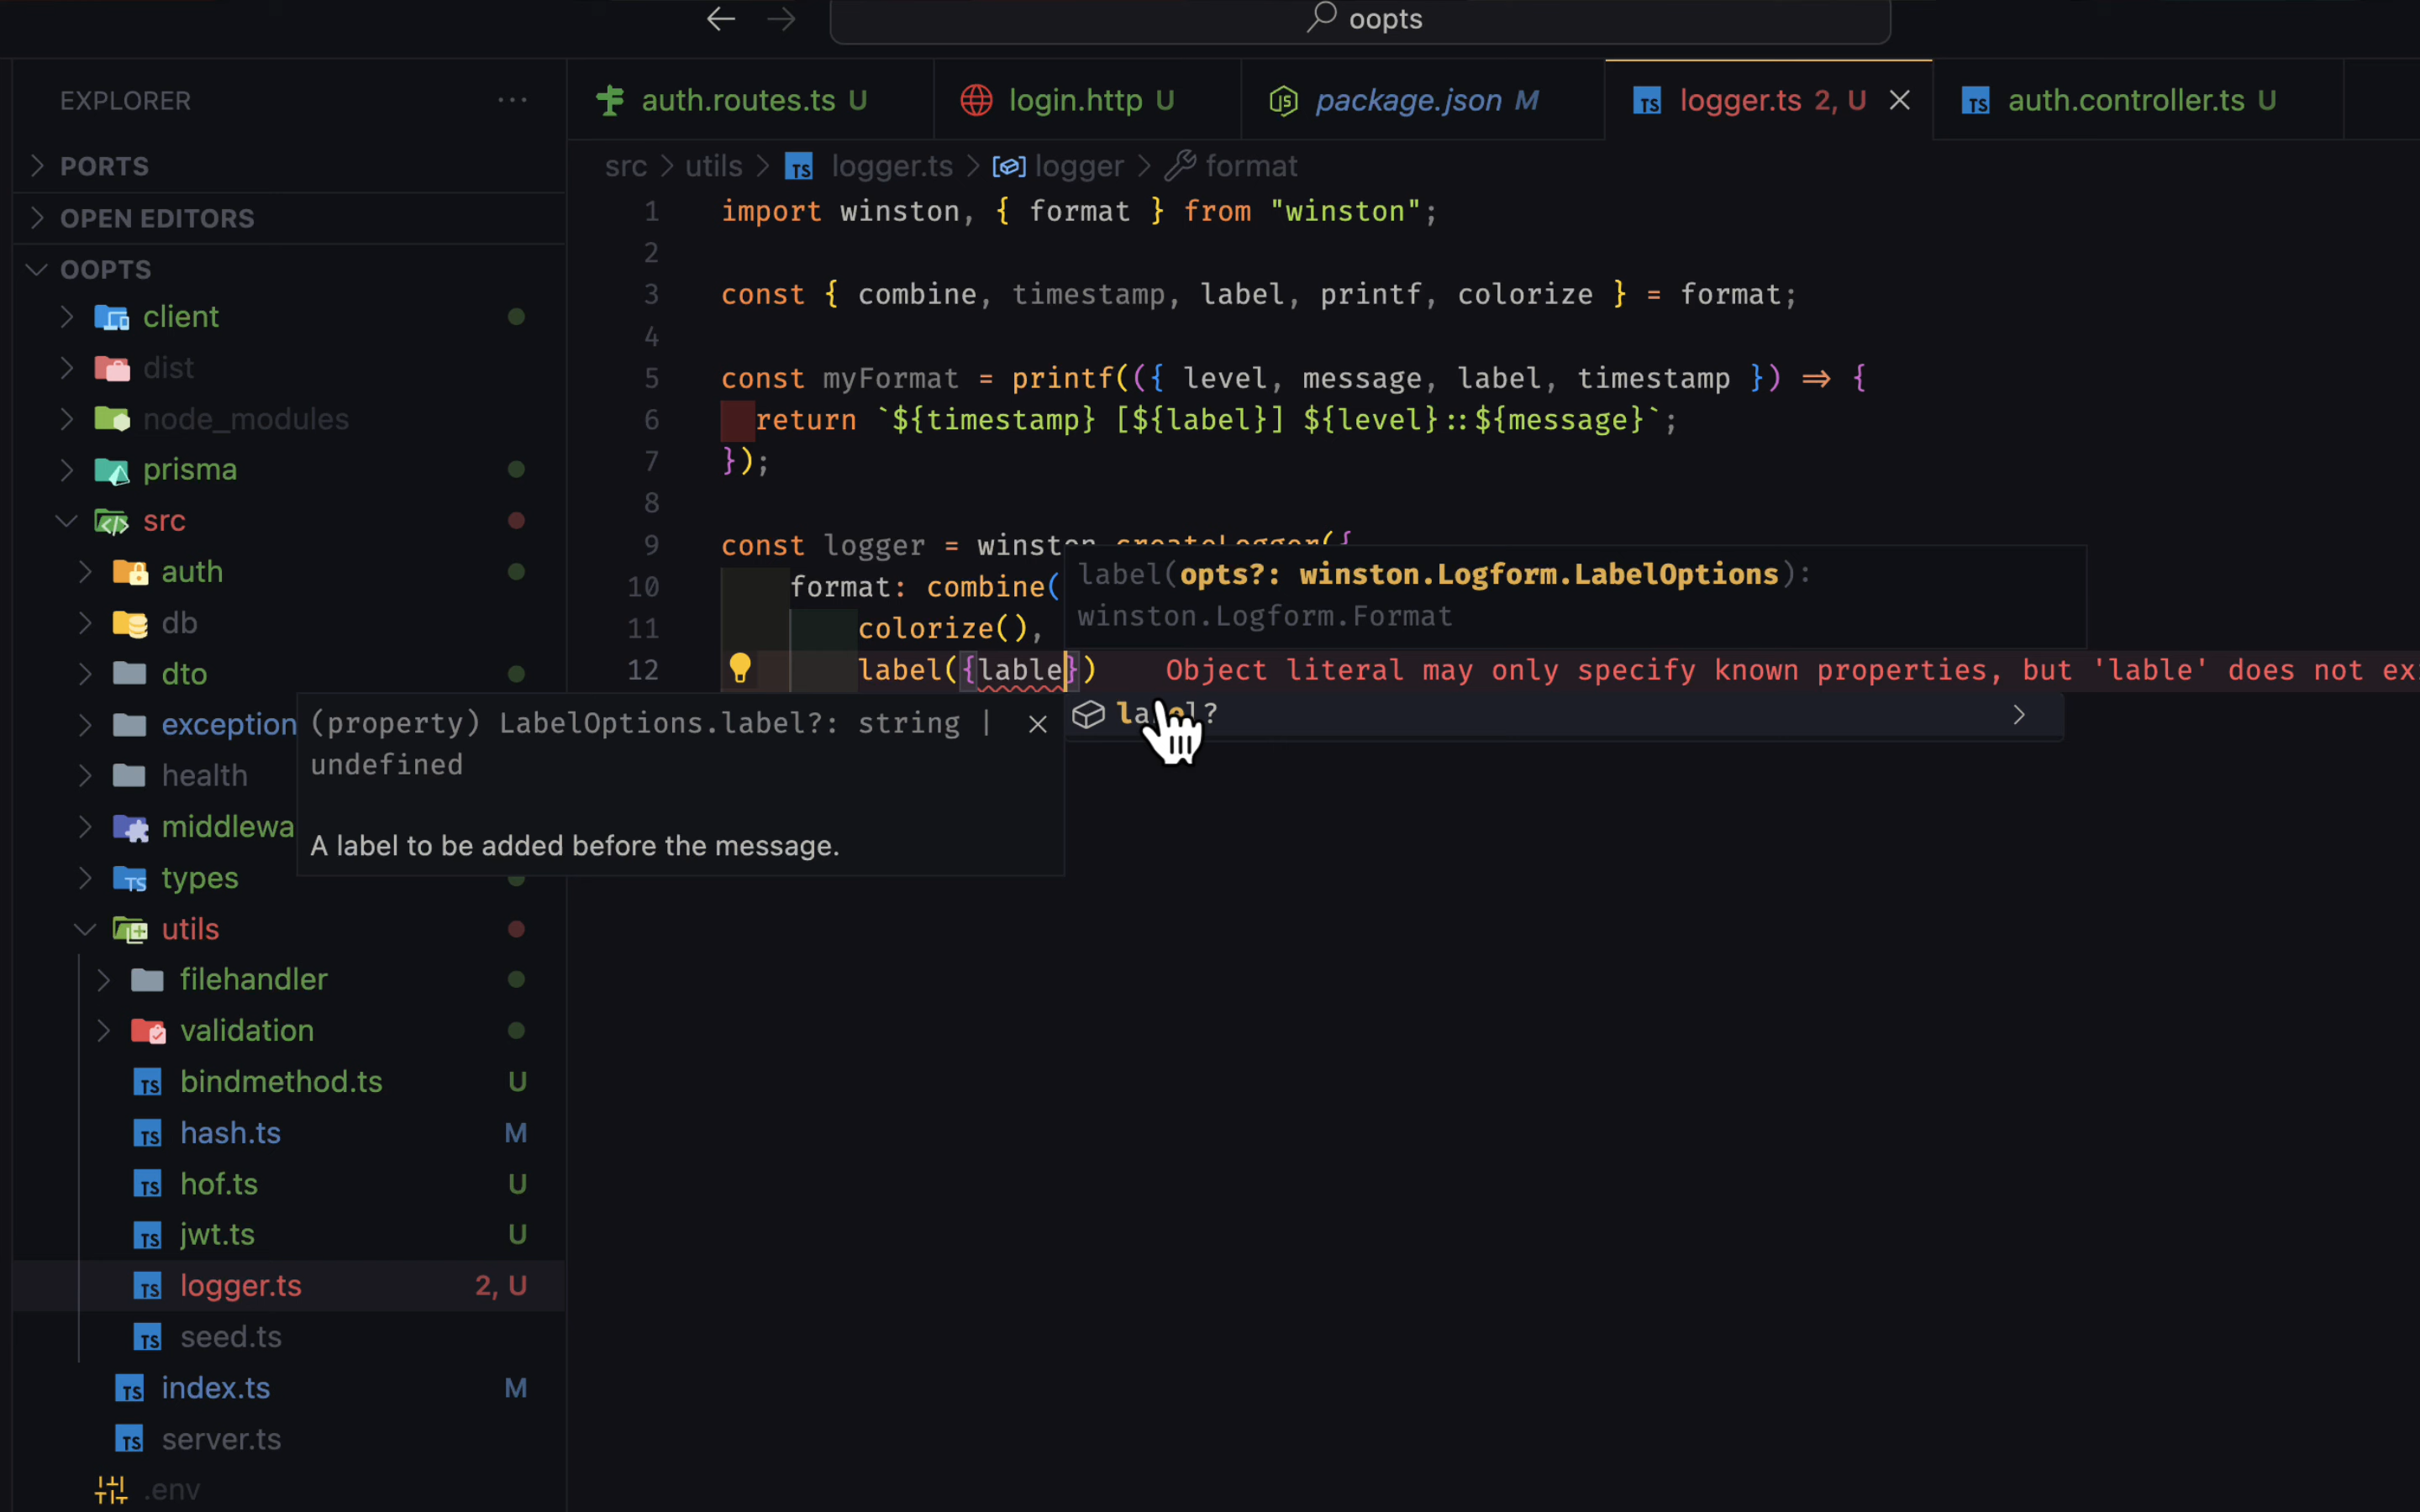 oopts
EXPLORER ···
PORTS
OPEN EDITORS
OOPTS
client
dist
node_modules
prisma
src
auth
db
dto
exception
health
middlewa
types
utils
filehandler
validation
bindmethod.ts U
hash.ts M
hof.ts U
jwt.ts U
logger.ts 2, U
seed.ts
index.ts M
server.ts
.env
auth.routes.ts U login.http U package.json M logger.ts 2, U auth.controller.ts U
src > utils > TS logger.ts > logger > format
1 import winston, { format } from "winston";
2
3 const { combine, timestamp, label, printf, colorize } = format;
4
5 const myFormat = printf(({ level, message, label, timestamp }) => {
6 return `${timestamp} [${label}] ${level}::${message}`;
7 });
8
9 const logger = winston.createLogger({
10 format: combine(
11 colorize(),
12 label({lable}) Object literal may only specify known properties, but 'lable' does not ex
label(opts?: winston.Logform.LabelOptions):
winston.Logform.Format
label?
(property) LabelOptions.label?: string |
undefined
A label to be added before the message.